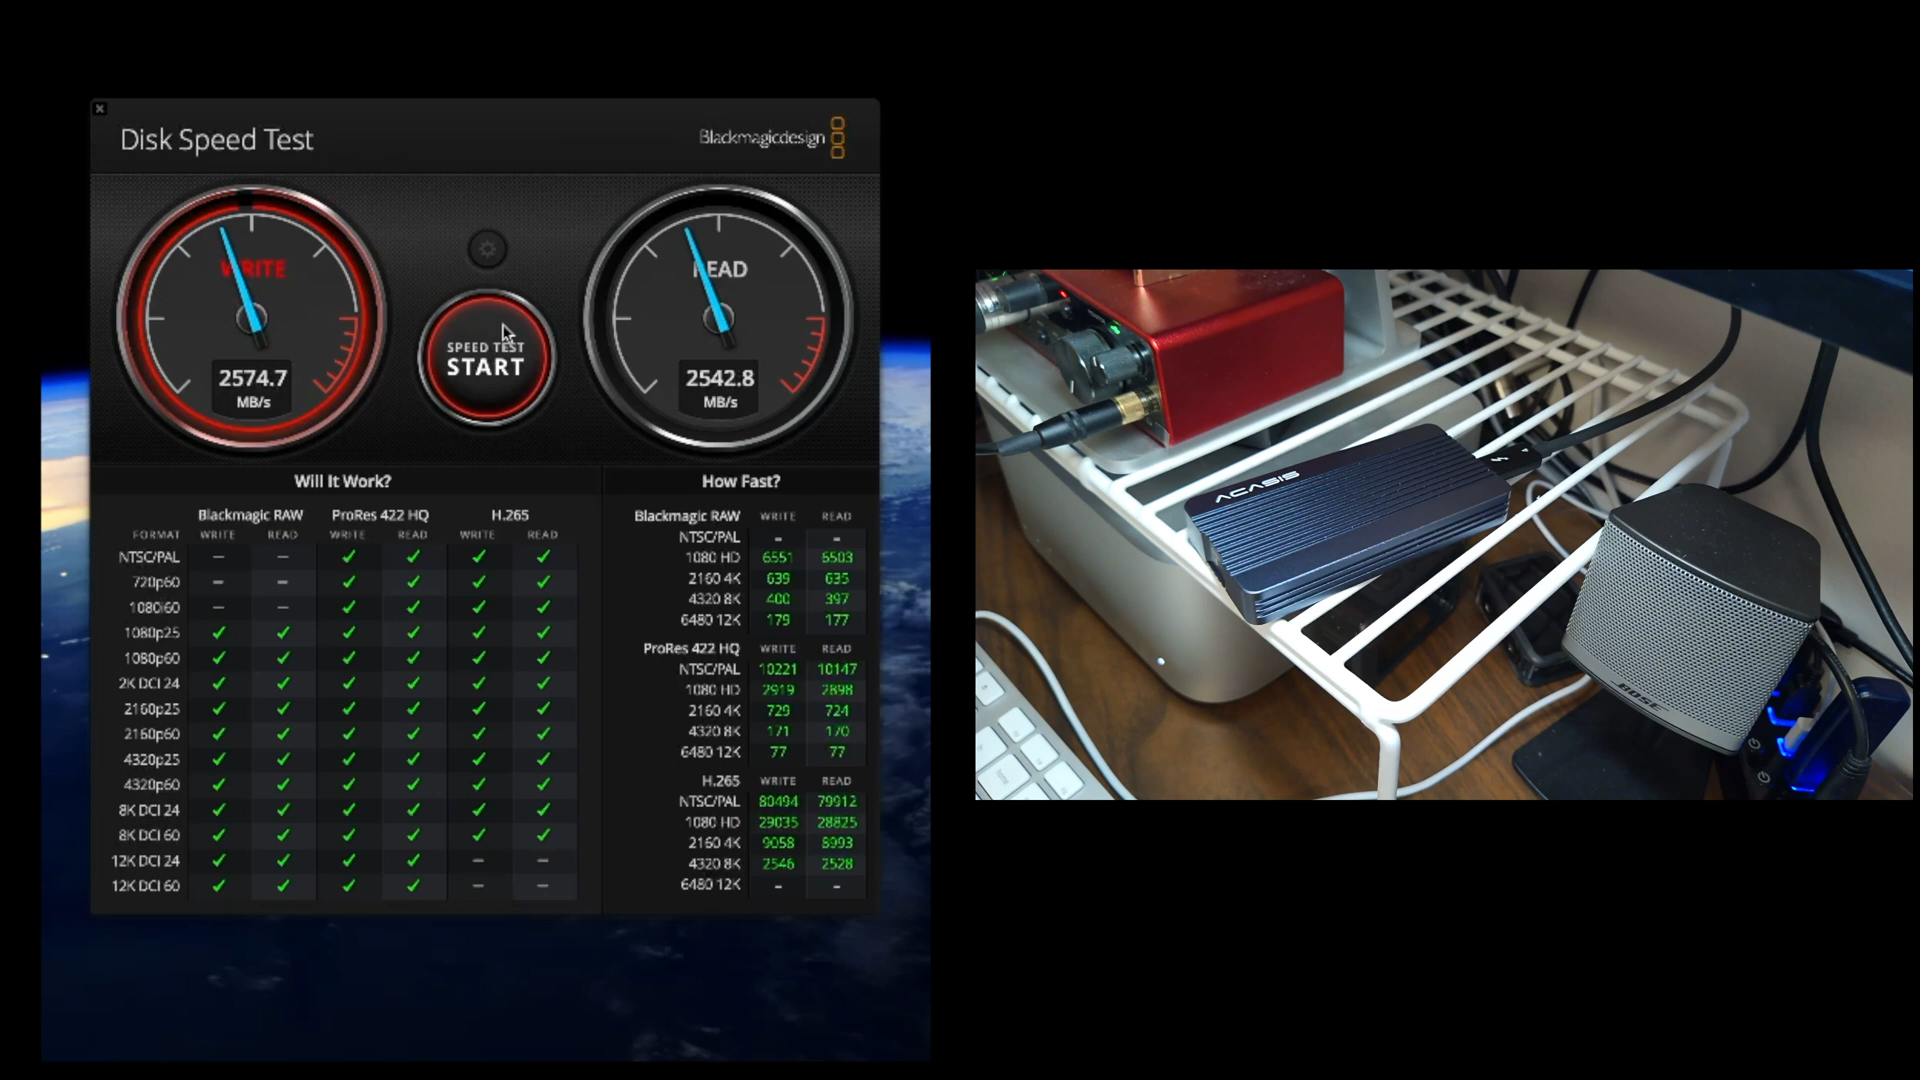 Disk Speed Test
Blackmagicdesign
WRITE
2574.7
MB/s
SPEED TEST
START
READ
2542.8
MB/s
Will It Work?
Blackmagic RAW ProRes 422 HQ H.265
FORMAT WRITE READ WRITE READ WRITE READ
NTSC/PAL – – ✓ ✓ ✓ ✓
720p60 – – ✓ ✓ ✓ ✓
1080i60 – – ✓ ✓ ✓ ✓
1080p25 ✓ ✓ ✓ ✓ ✓ ✓
1080p60 ✓ ✓ ✓ ✓ ✓ ✓
2K DCI 24 ✓ ✓ ✓ ✓ ✓ ✓
2160p25 ✓ ✓ ✓ ✓ ✓ ✓
2160p60 ✓ ✓ ✓ ✓ ✓ ✓
4320p25 ✓ ✓ ✓ ✓ ✓ ✓
4320p60 ✓ ✓ ✓ ✓ ✓ ✓
8K DCI 24 ✓ ✓ ✓ ✓ ✓ ✓
8K DCI 60 ✓ ✓ ✓ ✓ ✓ ✓
12K DCI 24 ✓ ✓ ✓ ✓ – –
12K DCI 60 ✓ ✓ ✓ ✓ – –
How Fast?
Blackmagic RAW WRITE READ
NTSC/PAL – –
1080 HD 6551 6503
2160 4K 639 635
4320 8K 400 397
6480 12K 179 177
ProRes 422 HQ WRITE READ
NTSC/PAL 10221 10147
1080 HD 2919 2898
2160 4K 729 724
4320 8K 171 170
6480 12K 77 77
H.265 WRITE READ
NTSC/PAL 80494 79912
1080 HD 29035 28825
2160 4K 9058 8993
4320 8K 2546 2528
6480 12K – –
ACASIS
BOSE